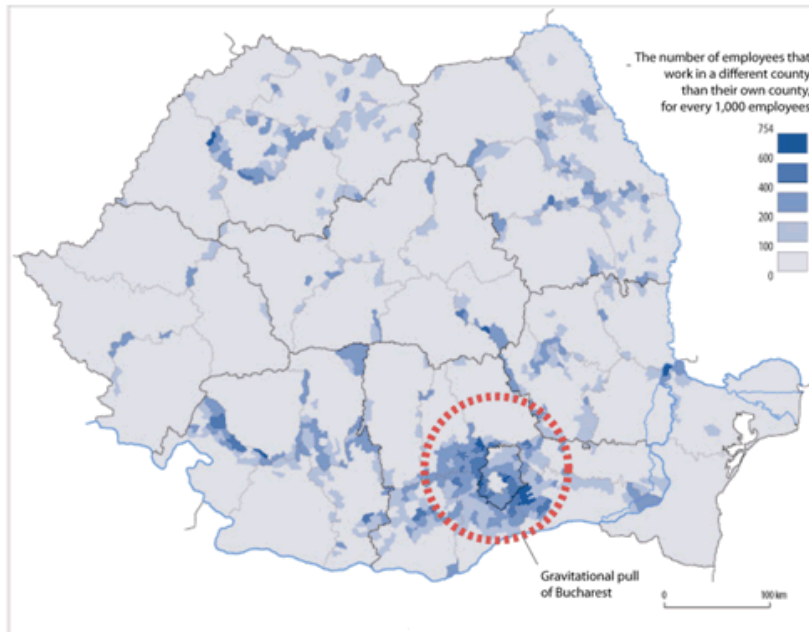 The number of employees that
work in a different county
than their own county,
for every 1,000 employees
754
600
400
200
100
0
Gravitational pull
of Bucharest
0 100 km